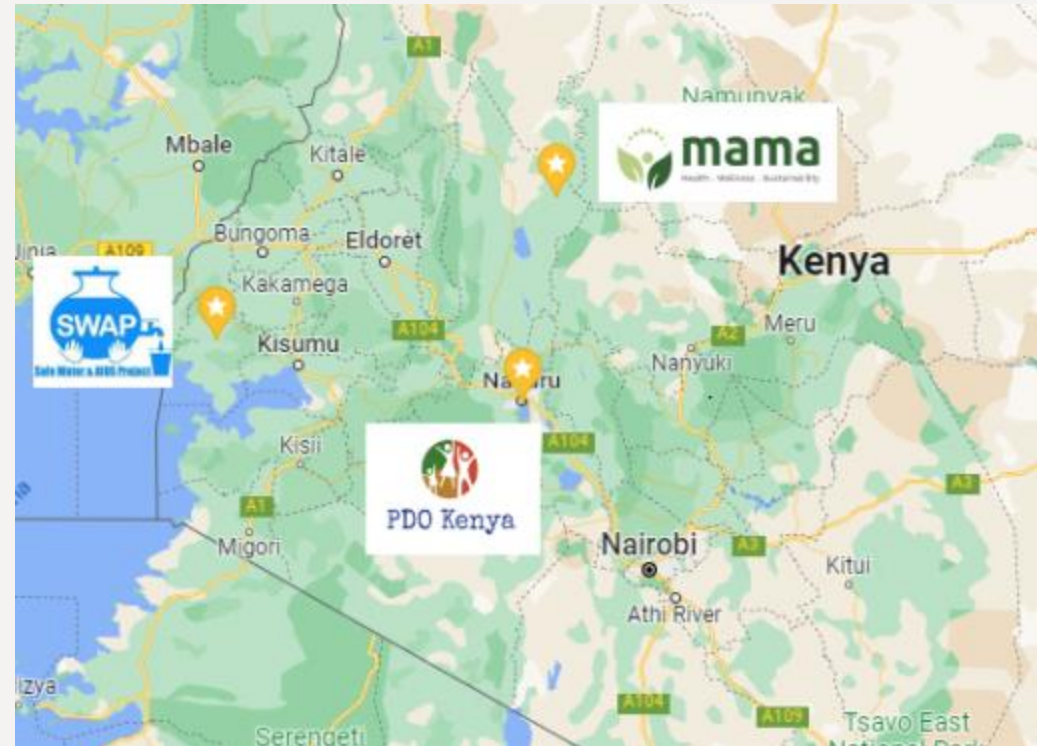 A1
Namunyak
mama
Health · Wellness · Sustainability
Mbale
Kitale
Bungoma
Eldoret
Jinja
A109
Kakamega
Kenya
SWAP
Safe Water & AIDS Project
Kisumu
A104
A2
Meru
Nanyuki
Kisii
A104
PDO Kenya
A1
A3
Migori
Nairobi
A3
Kitui
Athi River
A104
A109
Tsavo East
National Park
Serengeti